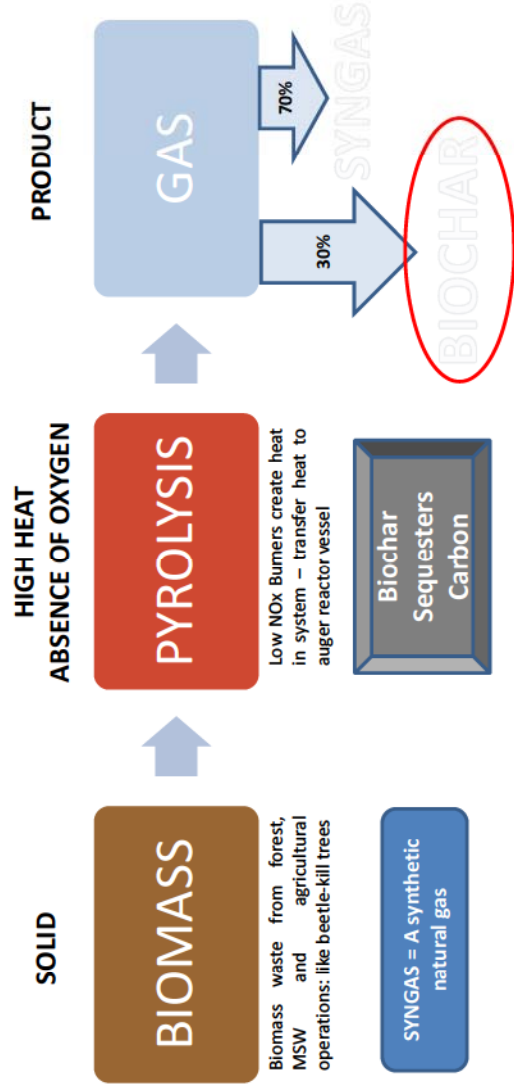 SOLID
HIGH HEAT
ABSENCE OF OXYGEN
PRODUCT
BIOMASS
PYROLYSIS
GAS
Biomass waste from forest,
MSW and agricultural
operations: like beetle-kill trees
Low NOx Burners create heat
in system – transfer heat to
auger reactor vessel
30%
70%
SYNGAS
BIOCHAR
SYNGAS = A synthetic
natural gas
Biochar
Sequesters
Carbon